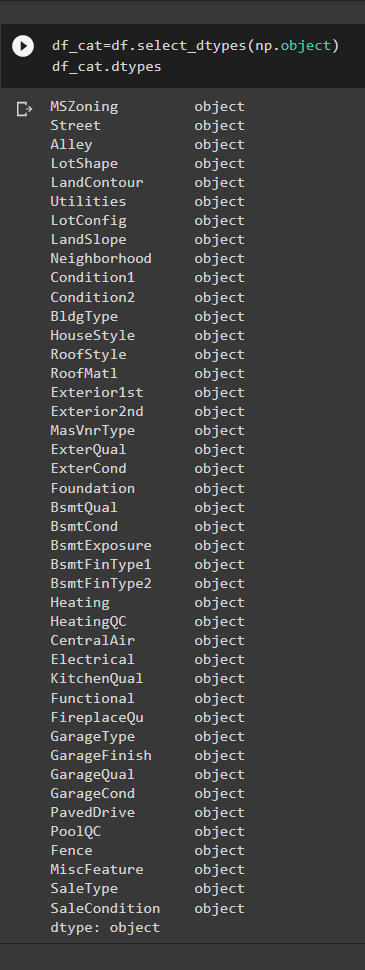 df_cat=df.select_dtypes(np.object)
df_cat.dtypes
MSZoning object
Street object
Alley object
LotShape object
LandContour object
Utilities object
LotConfig object
LandSlope object
Neighborhood object
Condition1 object
Condition2 object
BldgType object
HouseStyle object
RoofStyle object
RoofMatl object
Exterior1st object
Exterior2nd object
MasVnrType object
ExterQual object
ExterCond object
Foundation object
BsmtQual object
BsmtCond object
BsmtExposure object
BsmtFinType1 object
BsmtFinType2 object
Heating object
HeatingQC object
CentralAir object
Electrical object
KitchenQual object
Functional object
FireplaceQu object
GarageType object
GarageFinish object
GarageQual object
GarageCond object
PavedDrive object
PoolQC object
Fence object
MiscFeature object
SaleType object
SaleCondition object
dtype: object